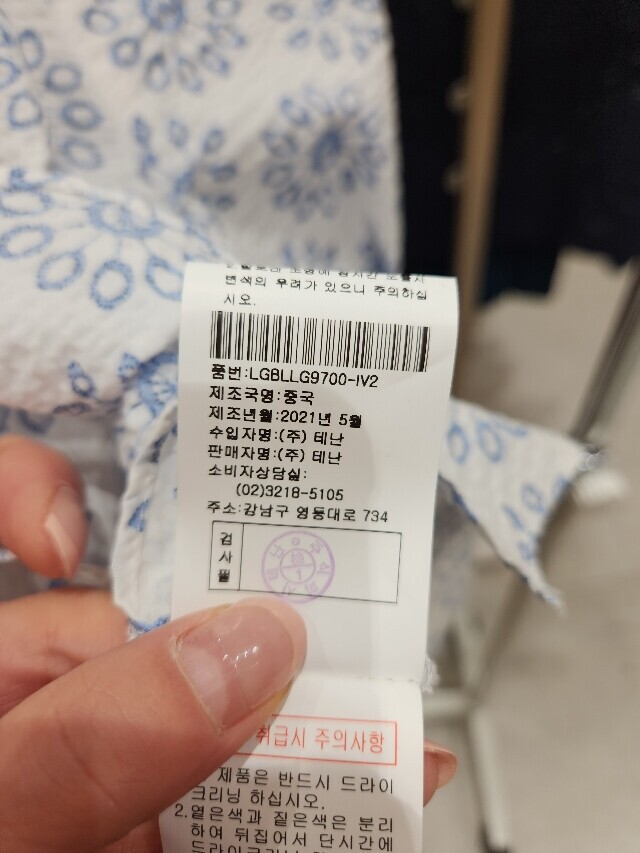 변색의 우려가 있으니 주의하십
시오.
품번:LGBLLG9700-IV2
제조국명:중국
제조년월:2021년 5월
수입자명:(주) 테난
판매자명:(주) 테난
소비자상담실:
(02)3218-5105
주소:강남구 영동대로 734
검사필
취급시 주의사항
제품은 반드시 드라이
크리닝 하십시오.
2.옅은색과 짙은색은 분리
하여 뒤집어서 단시간에